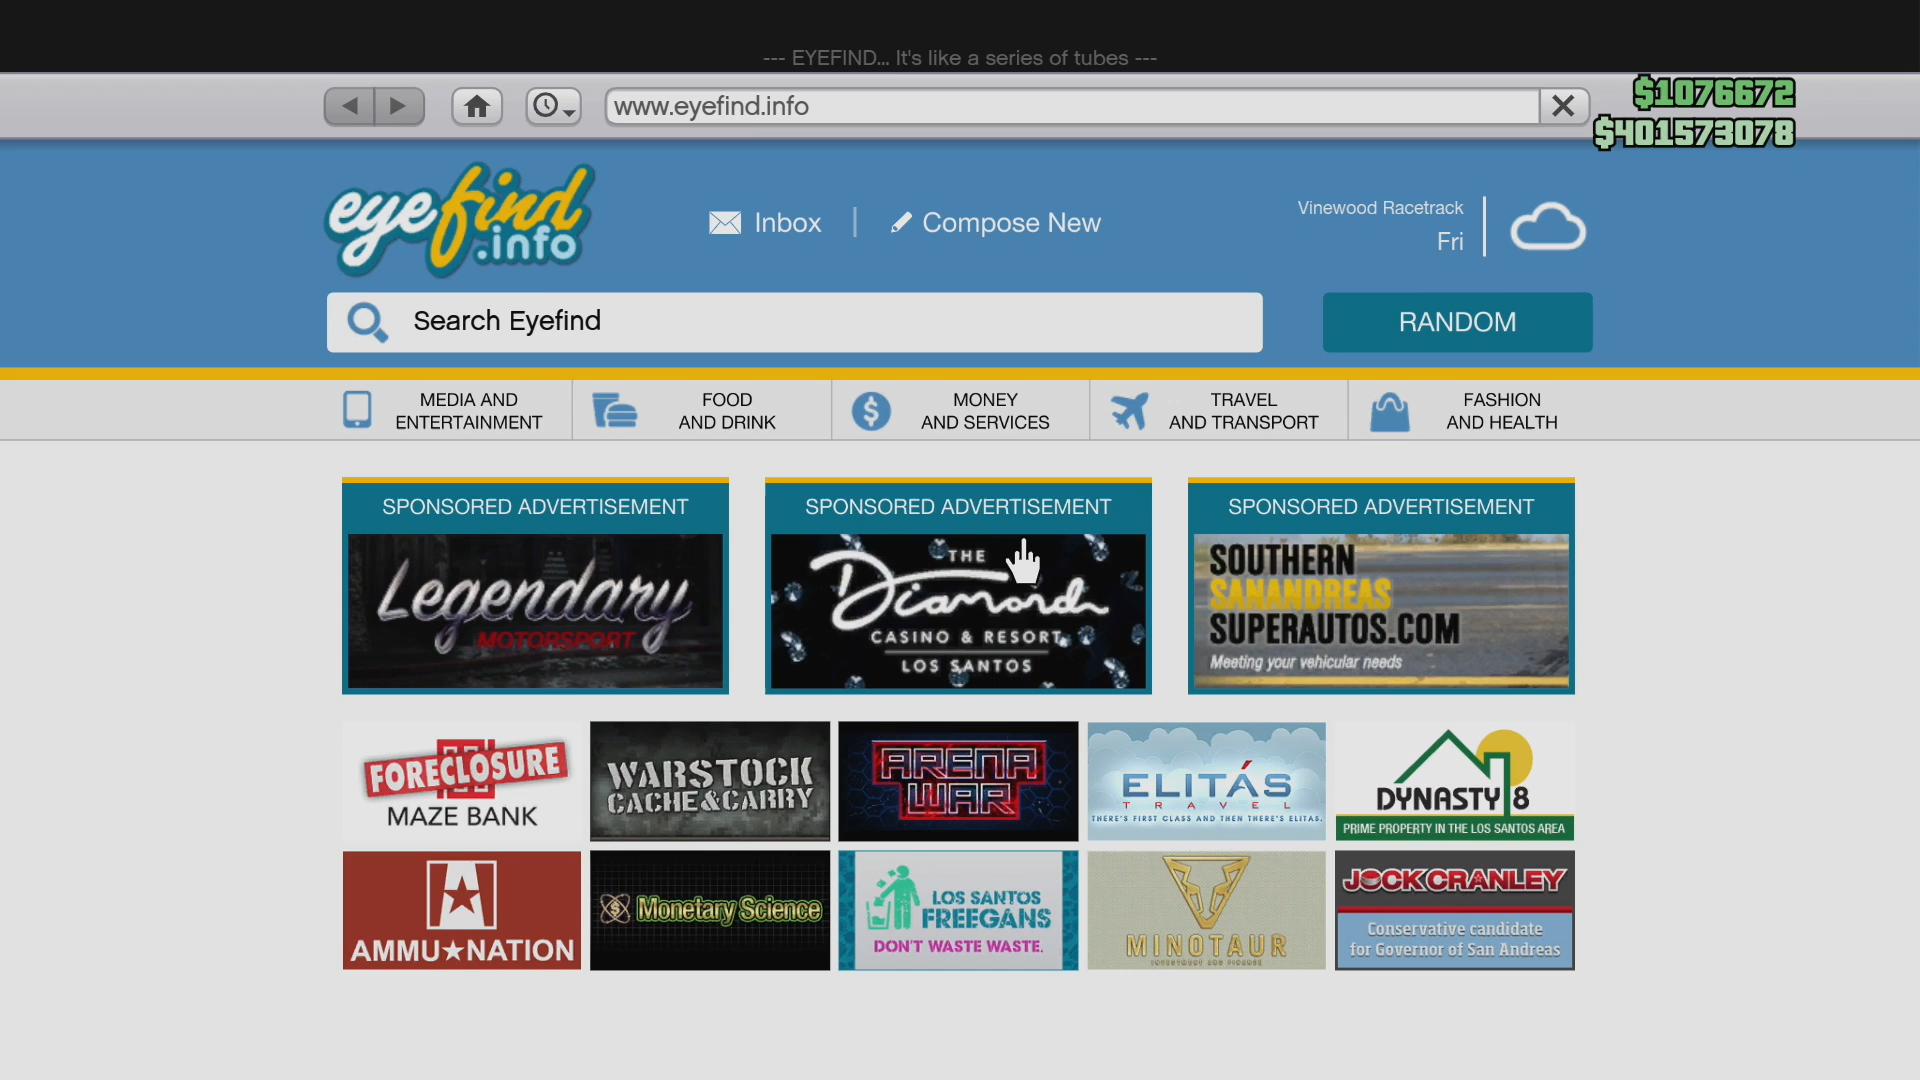 --- EYEFIND... It's like a series of tubes ---
www.eyefind.info
$1076672
$401573078
eyefind
.info
Inbox
Compose New
Vinewood Racetrack
Fri
Search Eyefind
RANDOM
MEDIA AND
ENTERTAINMENT
FOOD
AND DRINK
MONEY
AND SERVICES
TRAVEL
AND TRANSPORT
FASHION
AND HEALTH
SPONSORED ADVERTISEMENT
Legendary
MOTORSPORT
SPONSORED ADVERTISEMENT
THE
Diamond
CASINO & RESORT
LOS SANTOS
SPONSORED ADVERTISEMENT
SOUTHERN
SANANDREAS
SUPERAUTOS.COM
Meeting your vehicular needs
FORECLOSURE
MAZE BANK
WARSTOCK
CACHE&CARRY
ARENA
WAR
ELITÁS
TRAVEL
THERE'S FIRST CLASS AND THEN THERE'S ELITAS.
DYNASTY 8
PRIME PROPERTY IN THE LOS SANTOS AREA
AMMU★NATION
$ Monetary Science
LOS SANTOS
FREEGANS
DON'T WASTE WASTE.
MINOTAUR
INVESTMENT AND FINANCE
JOCK CRANLEY
Conservative candidate
for Governor of San Andreas